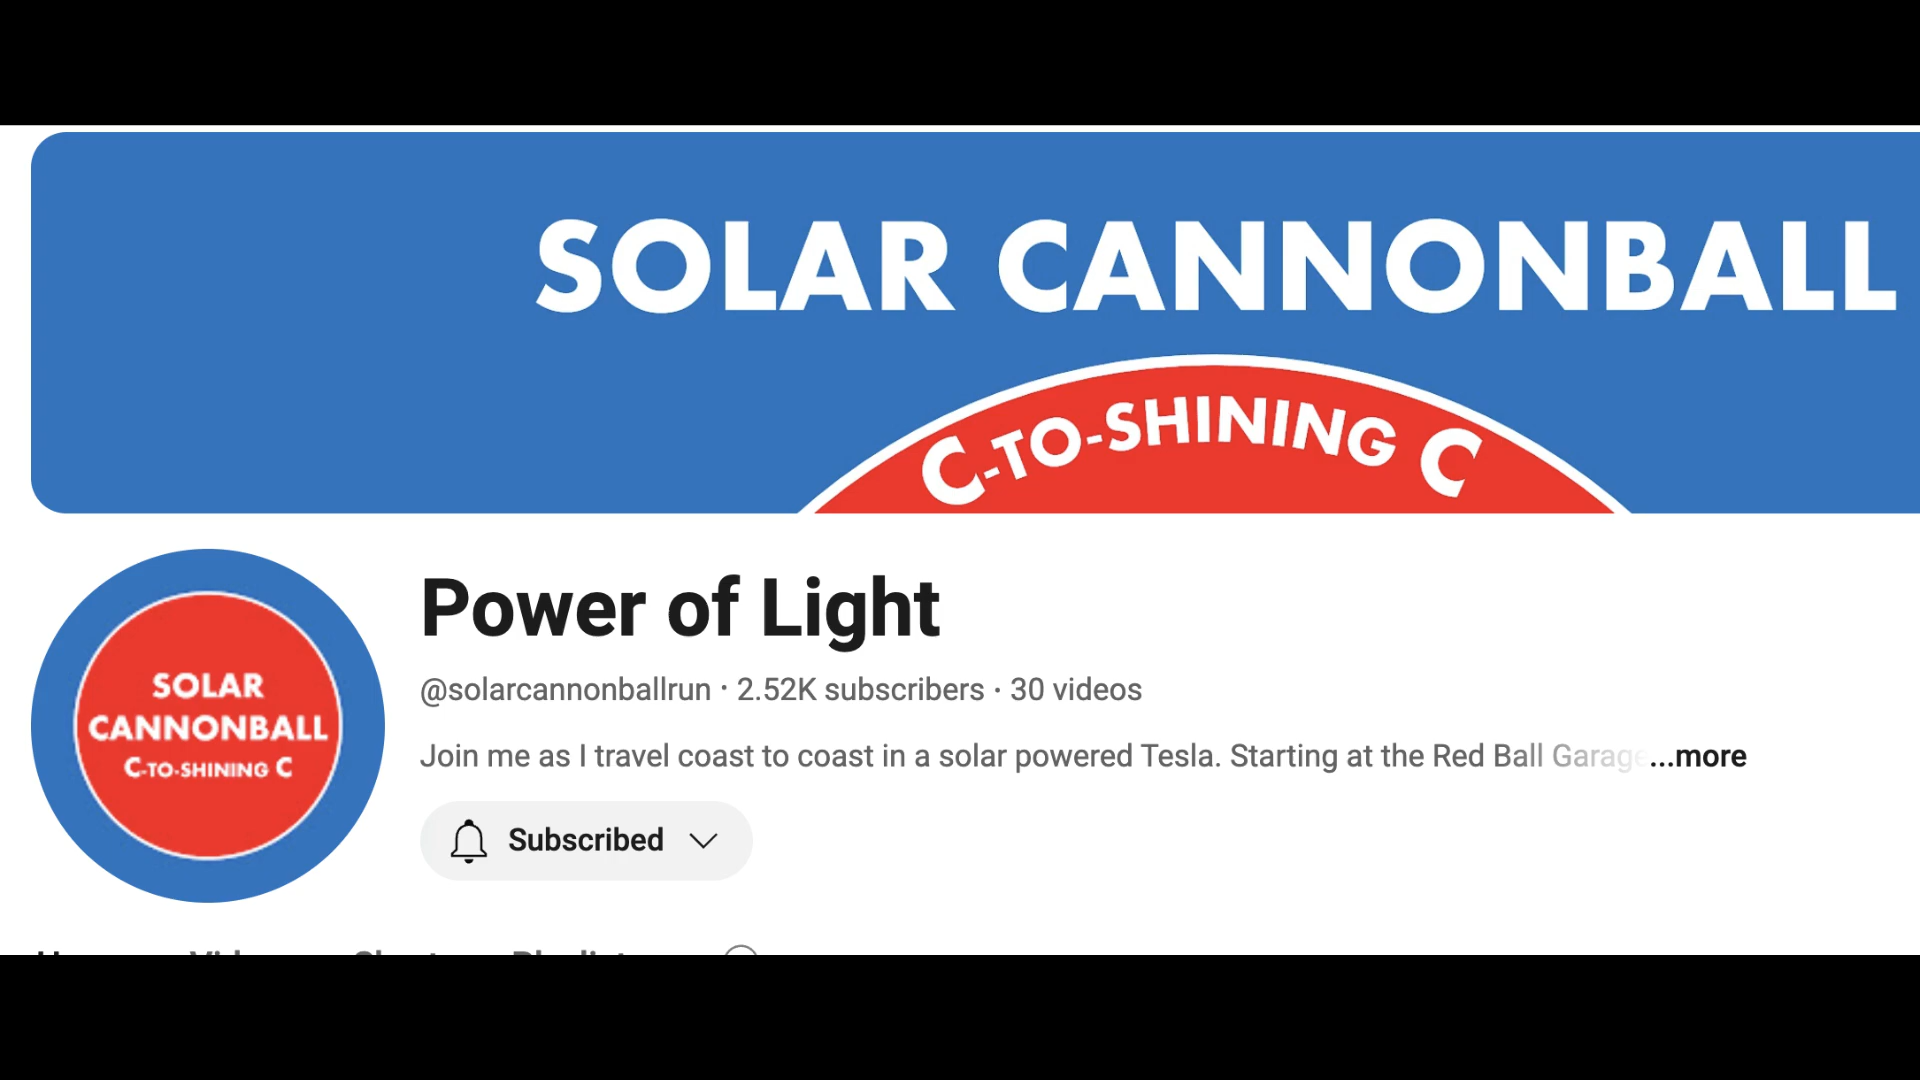 SOLAR CANNONBALL
C-TO-SHINING C
SOLAR
CANNONBALL
C-TO-SHINING C
Power of Light
@solarcannonballrun · 2.52K subscribers · 30 videos
Join me as I travel coast to coast in a solar powered Tesla. Starting at the Red Ball Garage ...more
Subscribed